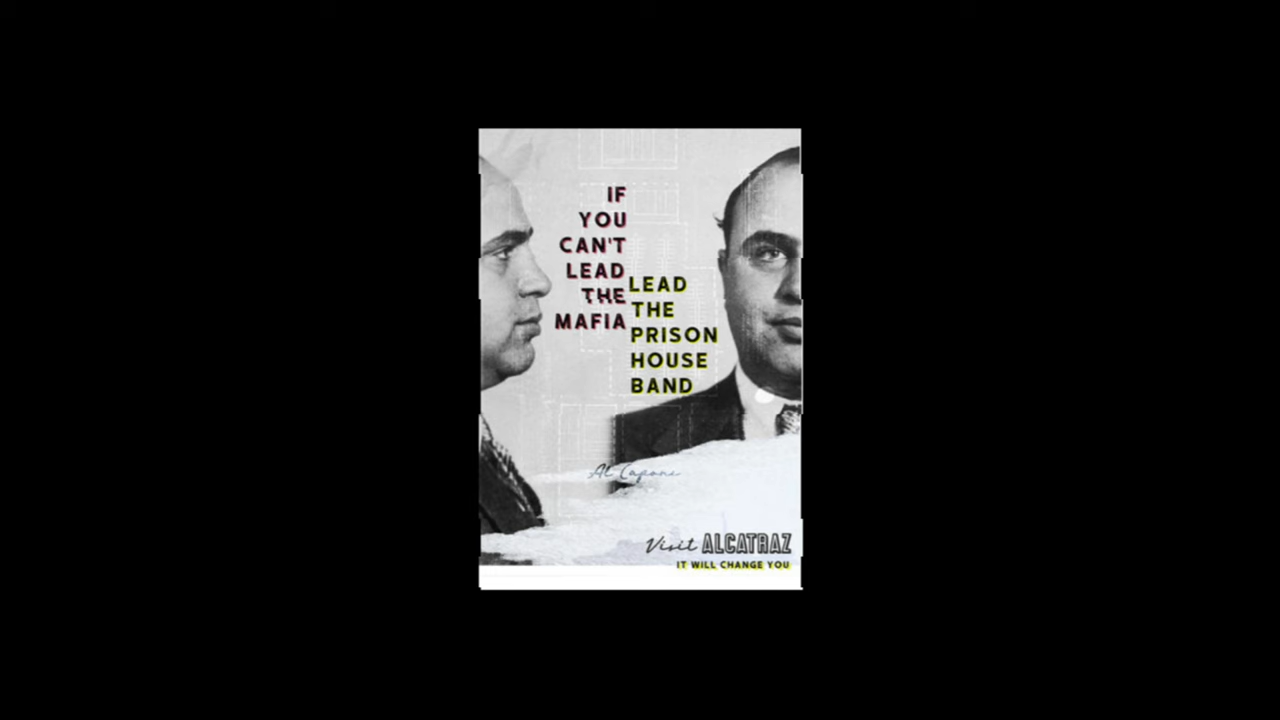 IF
YOU
CAN'T
LEAD
THE
MAFIA
LEAD
THE
PRISON
HOUSE
BAND
Al Capone
Visit ALCATRAZ
IT WILL CHANGE YOU